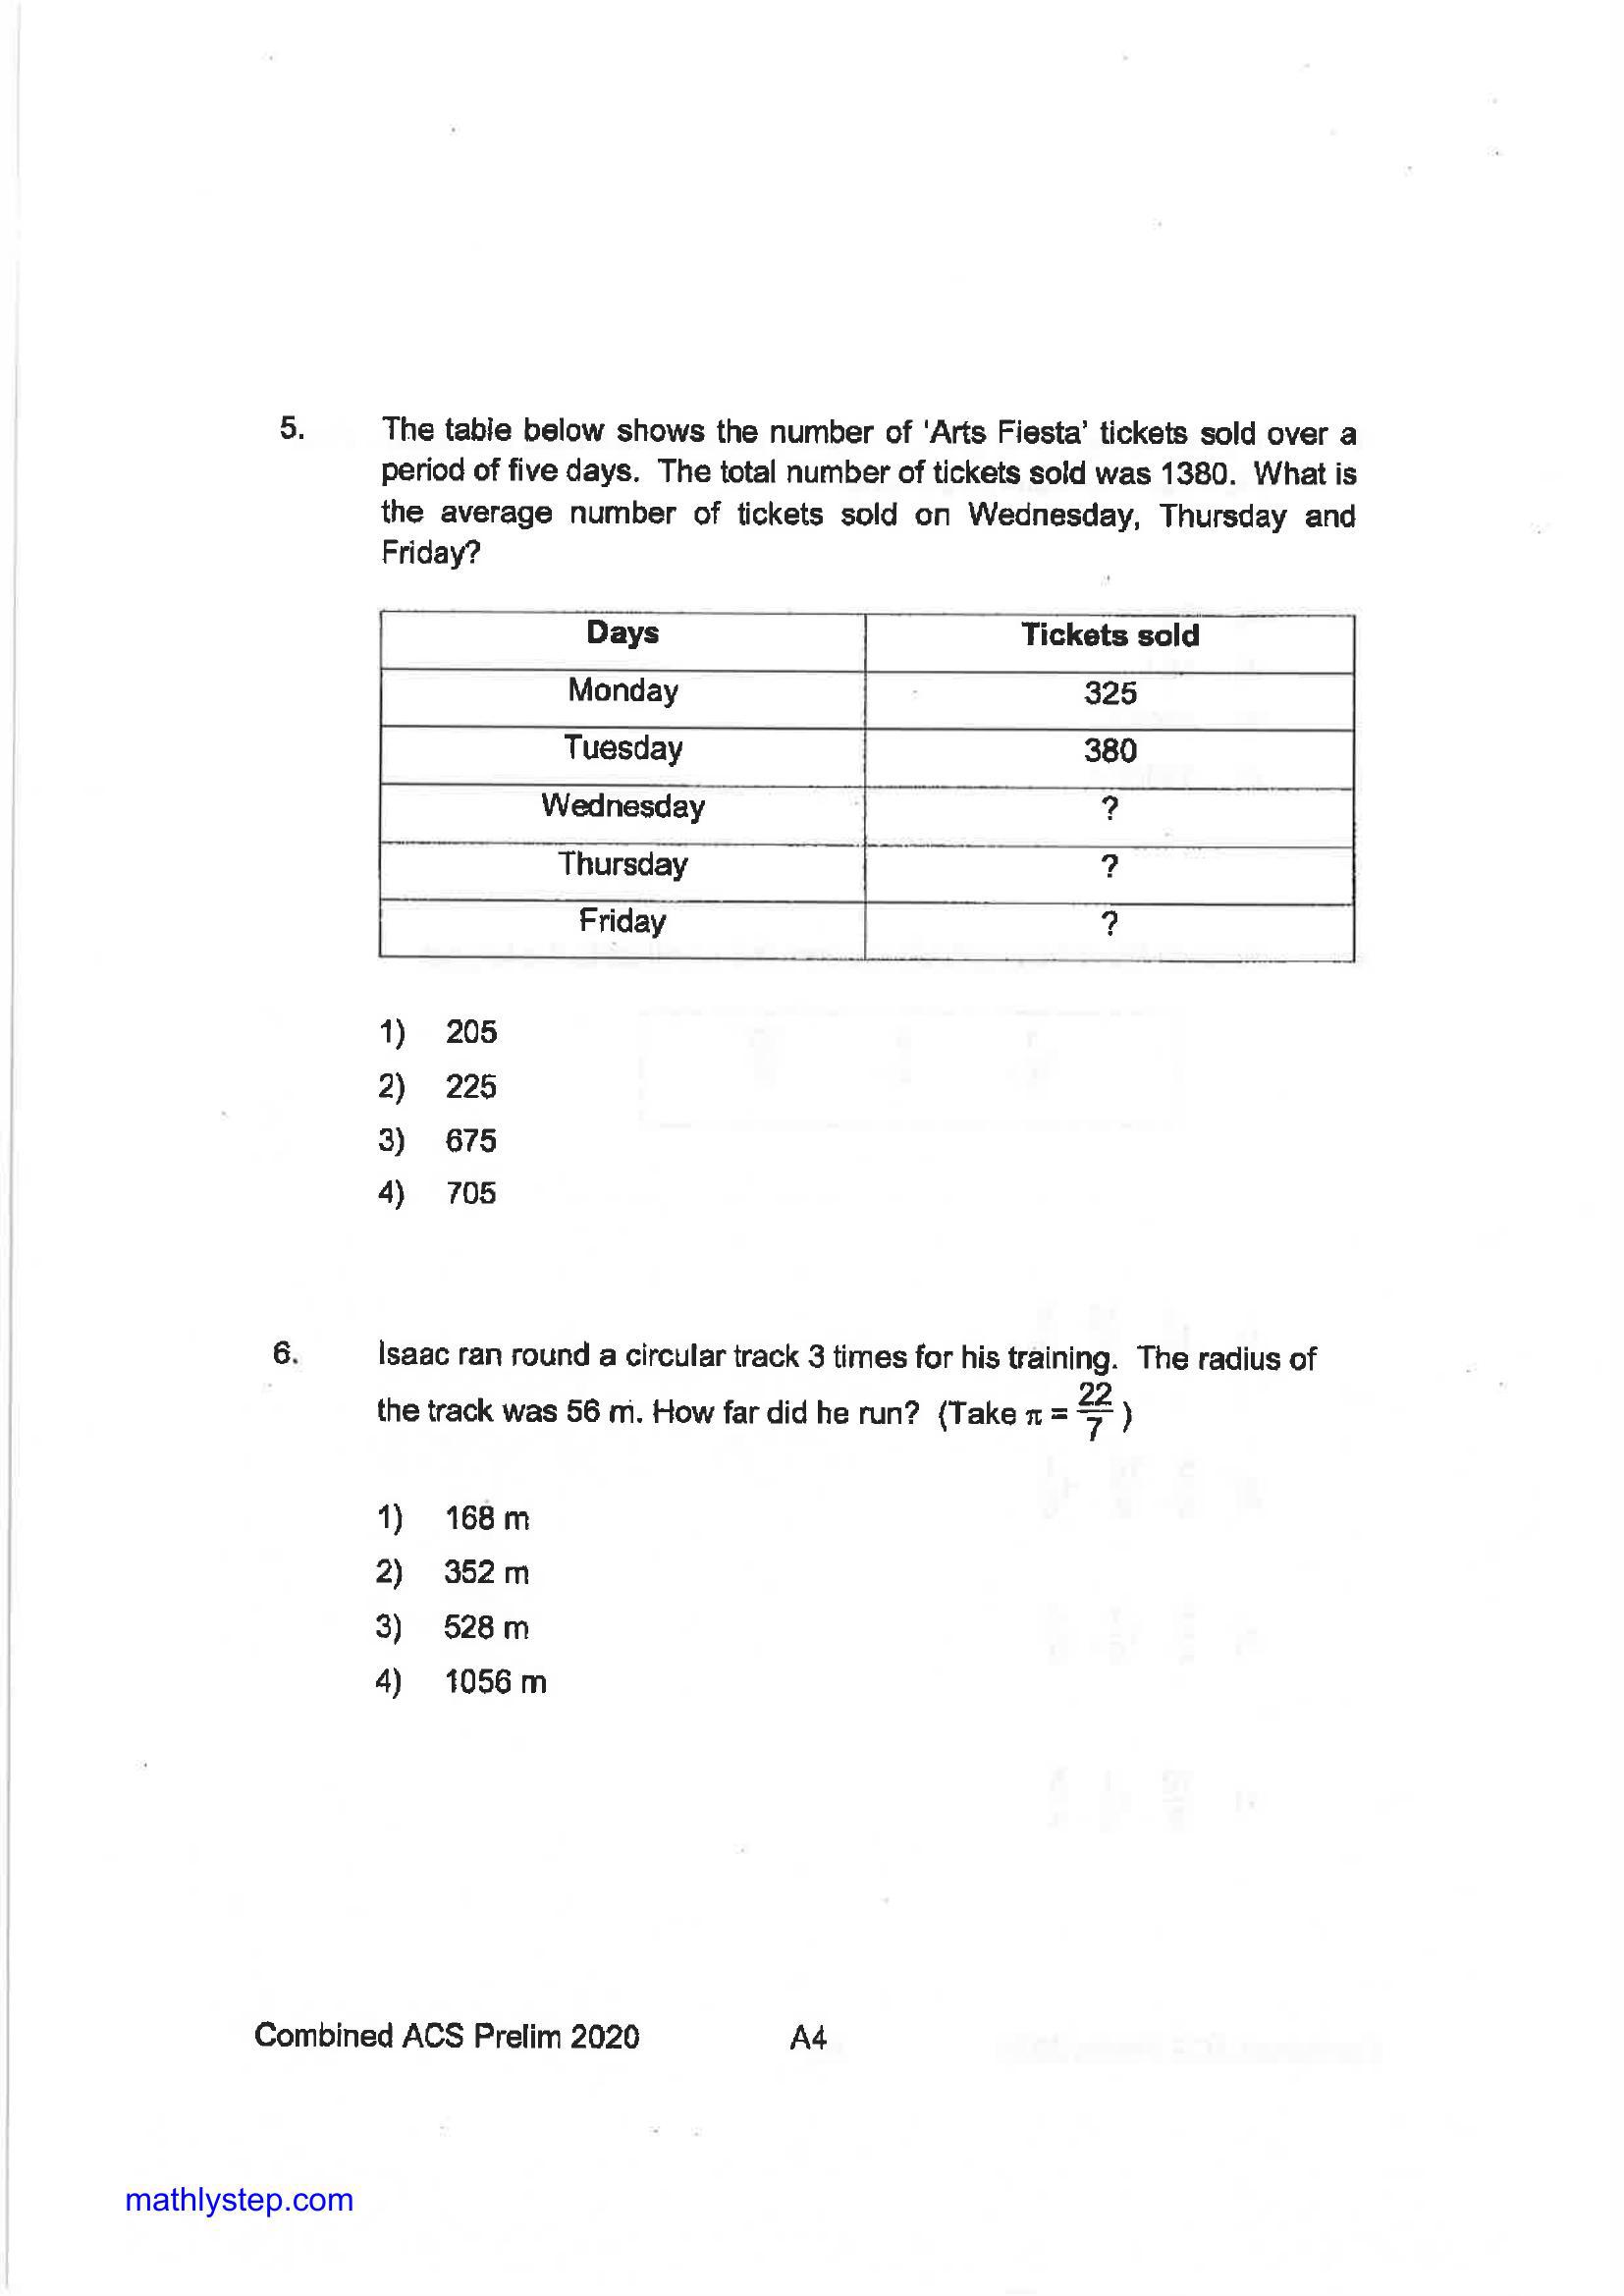 5. The table below shows the number of 'Arts Fiesta' tickets sold over a
period of five days. The total number of tickets sold was 1380. What is
the average number of tickets sold on Wednesday, Thursday and
Friday?
Days Tickets sold
Monday 325
Tuesday 380
Wednesday ?
Thursday ?
Friday ?
1) 205
2) 225
3) 675
4) 705
6. Isaac ran round a circular track 3 times for his training. The radius of
the track was 56 m. How far did he run? (Take π = 22/7)
1) 168 m
2) 352 m
3) 528 m
4) 1056 m
Combined ACS Prelim 2020 A4
mathlystep.com